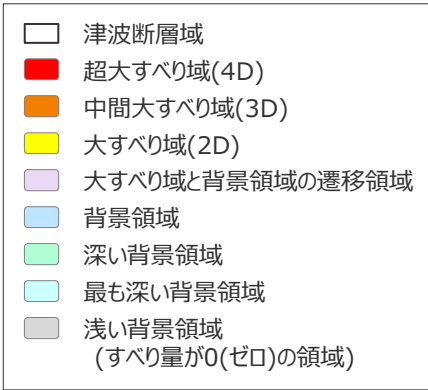 津波断層域
超大すべり域(4D)
中間大すべり域(3D)
大すべり域(2D)
大すべり域と背景領域の遷移領域
背景領域
深い背景領域
最も深い背景領域
浅い背景領域
(すべり量が0(ゼロ)の領域)